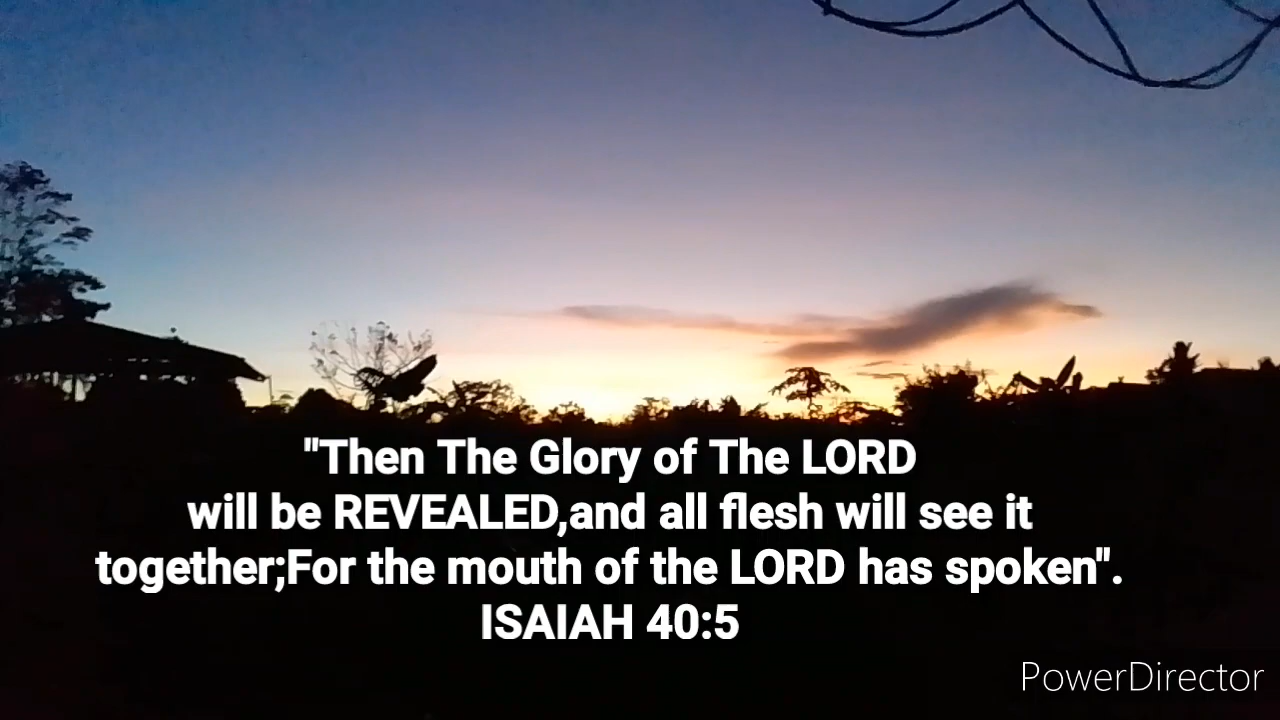 "Then The Glory of The LORD
will be REVEALED,and all flesh will see it
together;For the mouth of the LORD has spoken".
ISAIAH 40:5
PowerDirector